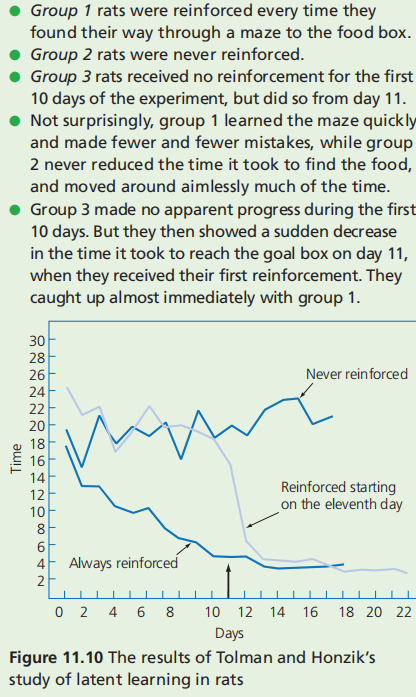 Group 1 rats were reinforced every time they
found their way through a maze to the food box.
Group 2 rats were never reinforced.
Group 3 rats received no reinforcement for the first
10 days of the experiment, but did so from day 11.
Not surprisingly, group 1 learned the maze quickly
and made fewer and fewer mistakes, while group
2 never reduced the time it took to find the food,
and moved around aimlessly much of the time.
Group 3 made no apparent progress during the first
10 days. But they then showed a sudden decrease
in the time it took to reach the goal box on day 11,
when they received their first reinforcement. They
caught up almost immediately with group 1.
30
28
26
24
22
20
18
16
14
12
10
8
6
4
2
Time
Never reinforced
Reinforced starting
on the eleventh day
Always reinforced
0 2 4 6 8 10 12 14 16 18 20 22
Days
Figure 11.10 The results of Tolman and Honzik's
study of latent learning in rats